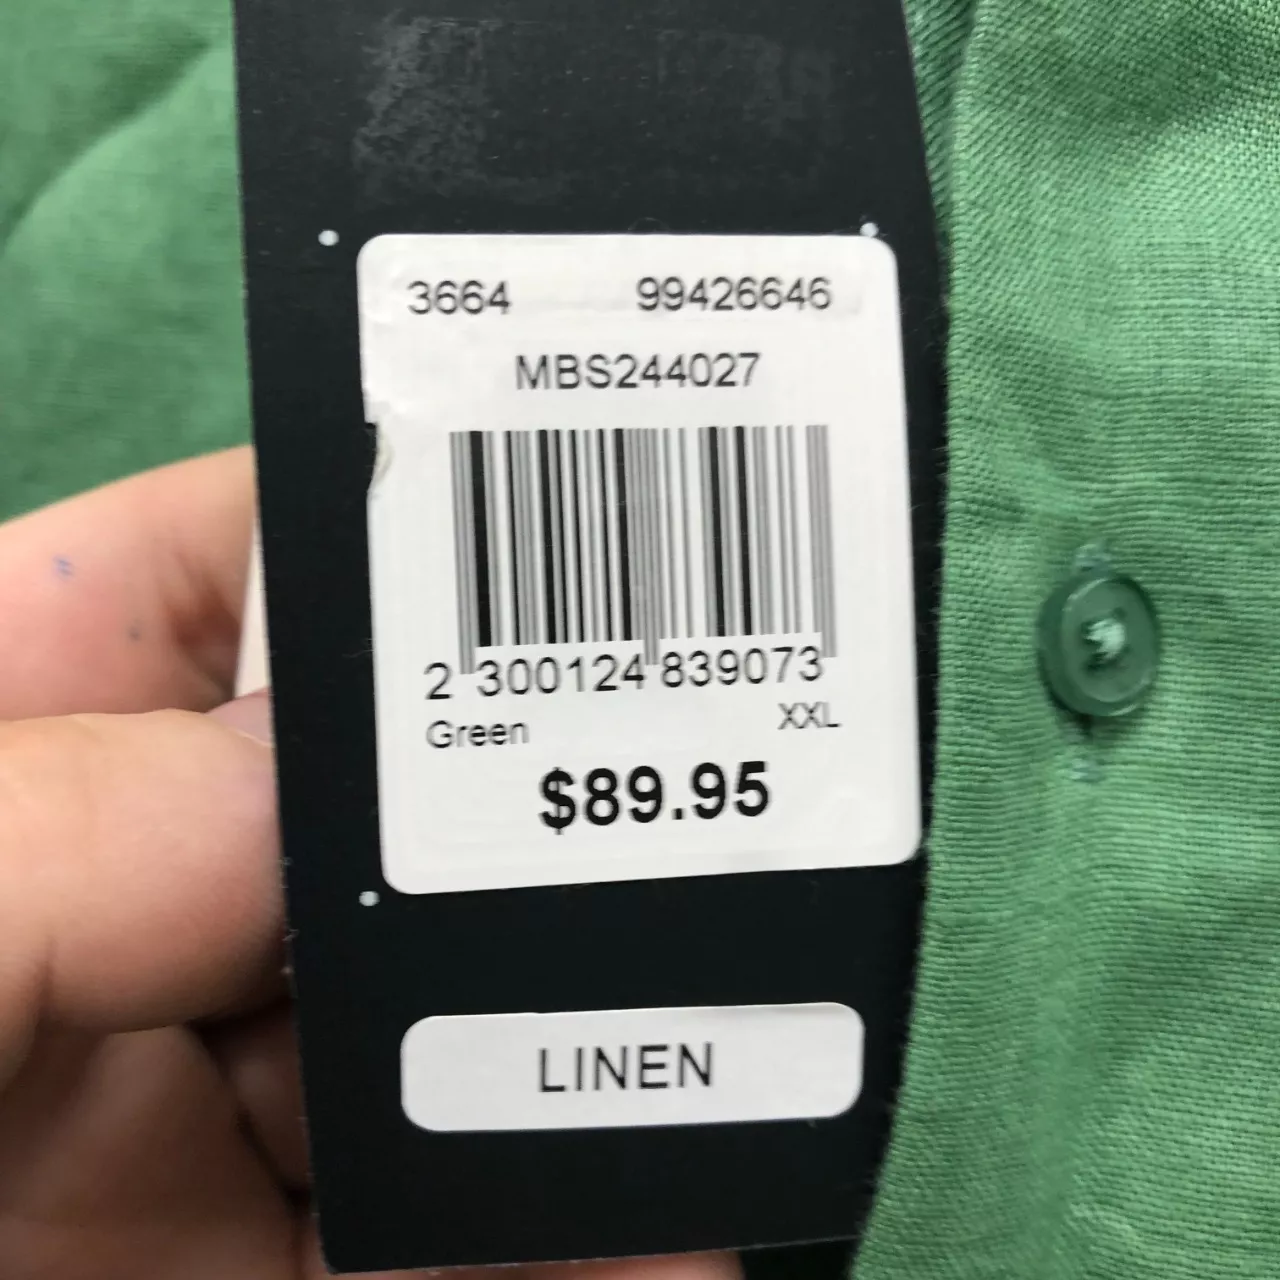 3664 99426646
MBS244027
2 300124 839073
Green XXL
$89.95
LINEN